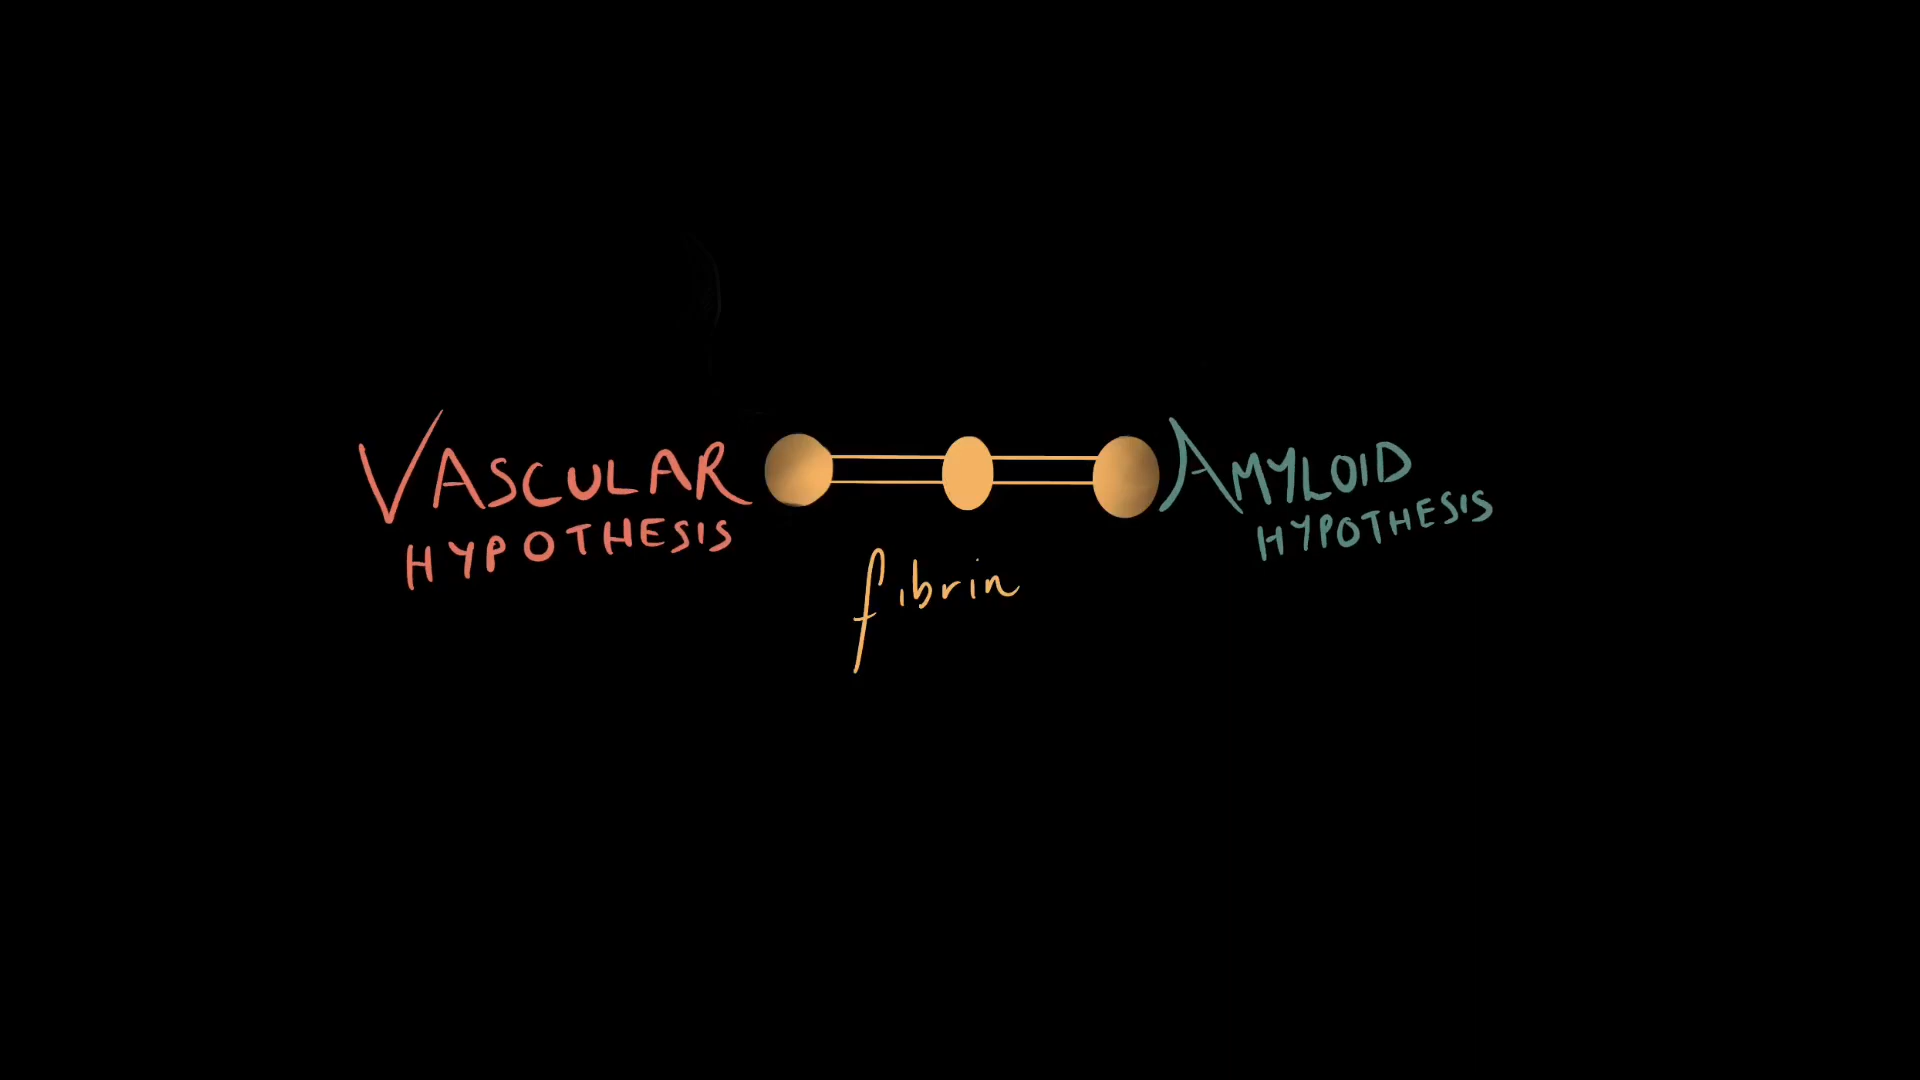 VASCULAR
HYPOTHESIS
fibrin
AMYLOID
HYPOTHESIS